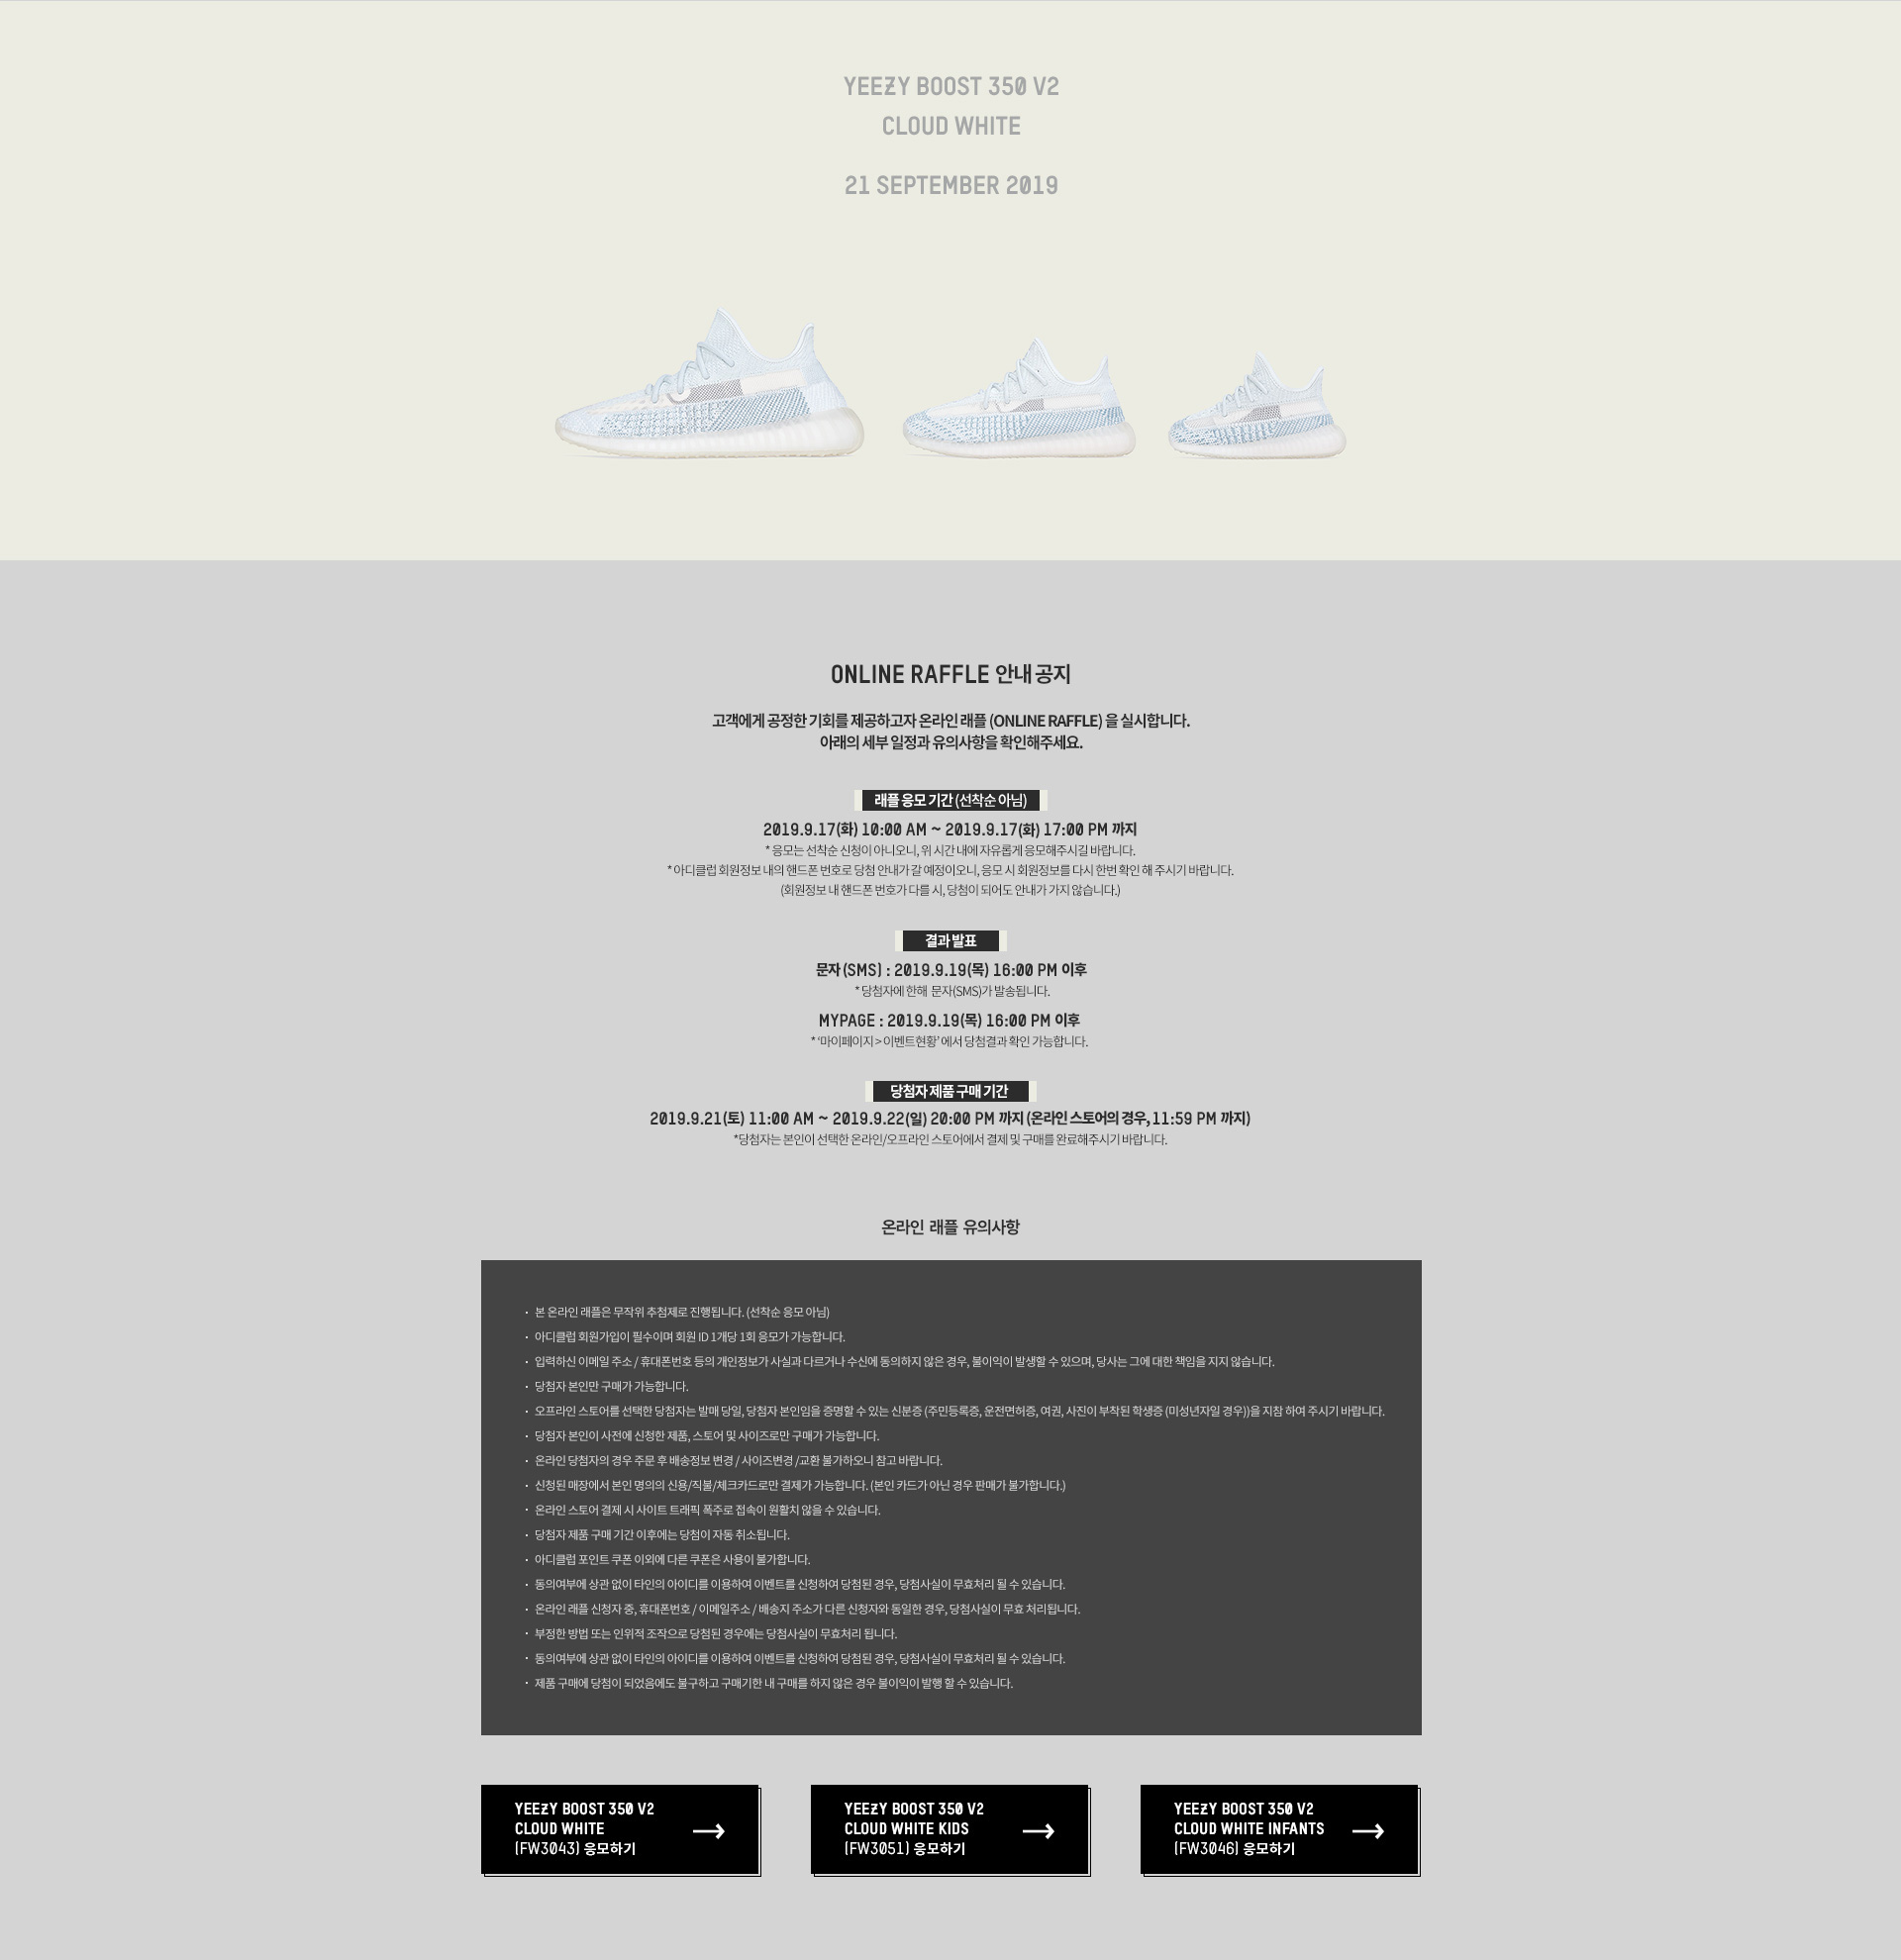 YEEZY BOOST 350 V2
CLOUD WHITE
21 SEPTEMBER 2019
ONLINE RAFFLE 안내 공지
고객에게 공정한 기회를 제공하고자 온라인 래플 (ONLINE RAFFLE) 을 실시합니다.
아래의 세부 일정과 유의사항을 확인해주세요.
래플 응모 기간 (선착순 아님)
2019.9.17(화) 10:00 AM ~ 2019.9.17(화) 17:00 PM 까지
* 응모는 선착순 신청이 아니오니, 위 시간 내에 자유롭게 응모해주시길 바랍니다.
* 아디클럽 회원정보 내의 핸드폰 번호로 당첨 안내가 갈 예정이오니, 응모 시 회원정보를 다시 한번 확인 해 주시기 바랍니다.
(회원정보 내 핸드폰 번호가 다를 시, 당첨이 되어도 안내가 가지 않습니다.)
결과 발표
문자 (SMS) : 2019.9.19(목) 16:00 PM 이후
* 당첨자에 한해 문자(SMS)가 발송됩니다.
MYPAGE : 2019.9.19(목) 16:00 PM 이후
* ‘마이페이지 > 이벤트현황’ 에서 당첨결과 확인 가능합니다.
당첨자 제품 구매 기간
2019.9.21(토) 11:00 AM ~ 2019.9.22(일) 20:00 PM 까지 (온라인 스토어의 경우, 11:59 PM 까지)
*당첨자는 본인이 선택한 온라인/오프라인 스토어에서 결제 및 구매를 완료해주시기 바랍니다.
온라인 래플 유의사항
· 본 온라인 래플은 무작위 추첨제로 진행됩니다. (선착순 응모 아님)
· 아디클럽 회원가입이 필수이며 회원 ID 1개당 1회 응모가 가능합니다.
· 입력하신 이메일 주소 / 휴대폰번호 등의 개인정보가 사실과 다르거나 수신에 동의하지 않은 경우, 불이익이 발생할 수 있으며, 당사는 그에 대한 책임을 지지 않습니다.
· 당첨자 본인만 구매가 가능합니다.
· 오프라인 스토어를 선택한 당첨자는 발매 당일, 당첨자 본인임을 증명할 수 있는 신분증 (주민등록증, 운전면허증, 여권, 사진이 부착된 학생증 (미성년자일 경우))을 지참 하여 주시기 바랍니다.
· 당첨자 본인이 사전에 신청한 제품, 스토어 및 사이즈로만 구매가 가능합니다.
· 온라인 당첨자의 경우 주문 후 배송정보 변경 / 사이즈변경 /교환 불가하오니 참고 바랍니다.
· 신청된 매장에서 본인 명의의 신용/직불/체크카드로만 결제가 가능합니다. (본인 카드가 아닌 경우 판매가 불가합니다.)
· 온라인 스토어 결제 시 사이트 트래픽 폭주로 접속이 원활치 않을 수 있습니다.
· 당첨자 제품 구매 기간 이후에는 당첨이 자동 취소됩니다.
· 아디클럽 포인트 쿠폰 이외에 다른 쿠폰은 사용이 불가합니다.
· 동의여부에 상관 없이 타인의 아이디를 이용하여 이벤트를 신청하여 당첨된 경우, 당첨사실이 무효처리 될 수 있습니다.
· 온라인 래플 신청자 중, 휴대폰번호 / 이메일주소 / 배송지 주소가 다른 신청자와 동일한 경우, 당첨사실이 무효 처리됩니다.
· 부정한 방법 또는 인위적 조작으로 당첨된 경우에는 당첨사실이 무효처리 됩니다.
· 동의여부에 상관 없이 타인의 아이디를 이용하여 이벤트를 신청하여 당첨된 경우, 당첨사실이 무효처리 될 수 있습니다.
· 제품 구매에 당첨이 되었음에도 불구하고 구매기한 내 구매를 하지 않은 경우 불이익이 발행 할 수 있습니다.
YEEZY BOOST 350 V2
CLOUD WHITE
(FW3043) 응모하기
YEEZY BOOST 350 V2
CLOUD WHITE KIDS
(FW3051) 응모하기
YEEZY BOOST 350 V2
CLOUD WHITE INFANTS
(FW3046) 응모하기